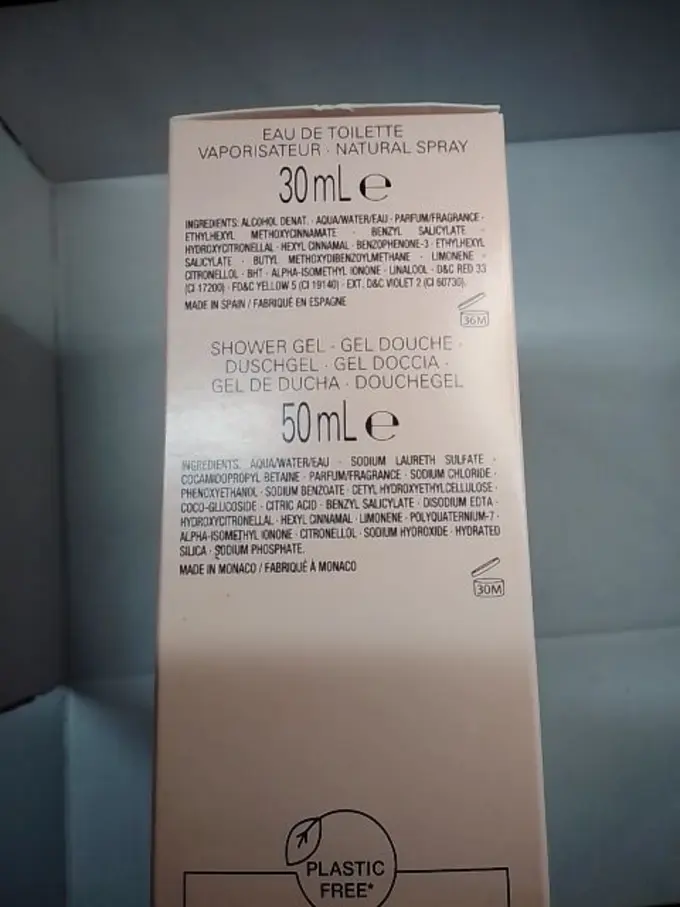 EAU DE TOILETTE
VAPORISATEUR · NATURAL SPRAY
30 mL ℮
INGREDIENTS: ALCOHOL DENAT. · AQUA/WATER/EAU · PARFUM/FRAGRANCE ·
ETHYLHEXYL METHOXYCINNAMATE · BENZYL SALICYLATE ·
HYDROXYCITRONELLAL · HEXYL CINNAMAL · BENZOPHENONE-3 · ETHYLHEXYL
SALICYLATE · BUTYL METHOXYDIBENZOYLMETHANE · LIMONENE ·
CITRONELLOL · BHT · ALPHA-ISOMETHYL IONONE · LINALOOL · D&C RED 33
(CI 17200) · FD&C YELLOW 5 (CI 19140) · EXT. D&C VIOLET 2 (CI 60730).
MADE IN SPAIN / FABRIQUÉ EN ESPAGNE
36M
SHOWER GEL · GEL DOUCHE ·
DUSCHGEL · GEL DOCCIA ·
GEL DE DUCHA · DOUCHEGEL
50 mL ℮
INGREDIENTS: AQUA/WATER/EAU · SODIUM LAURETH SULFATE ·
COCAMIDOPROPYL BETAINE · PARFUM/FRAGRANCE · SODIUM CHLORIDE ·
PHENOXYETHANOL · SODIUM BENZOATE · CETYL HYDROXYETHYLCELLULOSE ·
COCO-GLUCOSIDE · CITRIC ACID · BENZYL SALICYLATE · DISODIUM EDTA ·
HYDROXYCITRONELLAL · HEXYL CINNAMAL · LIMONENE · POLYQUATERNIUM-7 ·
ALPHA-ISOMETHYL IONONE · CITRONELLOL · SODIUM HYDROXIDE · HYDRATED
SILICA · SODIUM PHOSPHATE.
MADE IN MONACO / FABRIQUÉ À MONACO
30M
PLASTIC
FREE*